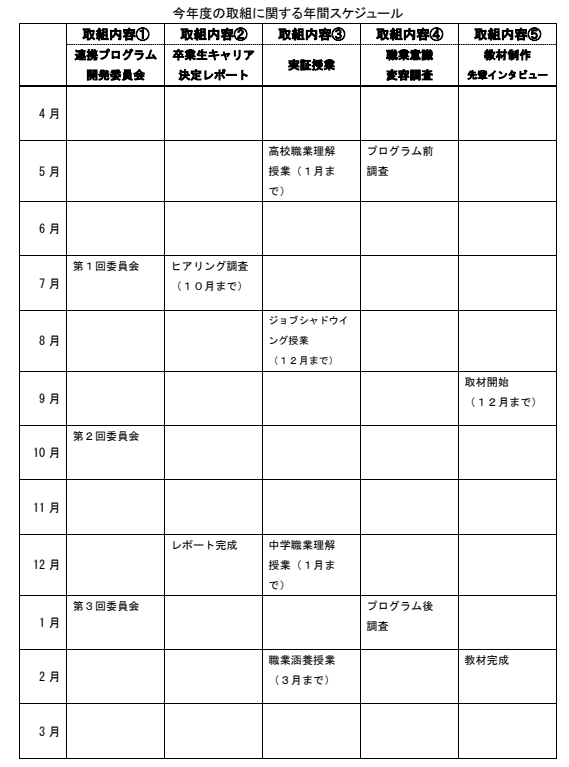 今年度の取組に関する年間スケジュール
取組内容① 取組内容② 取組内容③ 取組内容④ 取組内容⑤
連携プログラム 卒業生キャリア 実証授業 職業意識 教材制作
開発委員会 決定レポート 変容調査 先輩インタビュー
4月
5月 高校職業理解 プログラム前
授業（１月ま 調査
で）
6月
7月 第１回委員会 ヒアリング調査
（１０月まで）
8月 ジョブシャドウイ
ング授業
（１２月まで）
9月 取材開始
（１２月まで）
10月 第２回委員会
11月
12月 レポート完成 中学職業理解
授業（１月ま
で）
1月 第３回委員会 プログラム後
調査
2月 職業涵養授業 教材完成
（３月まで）
3月